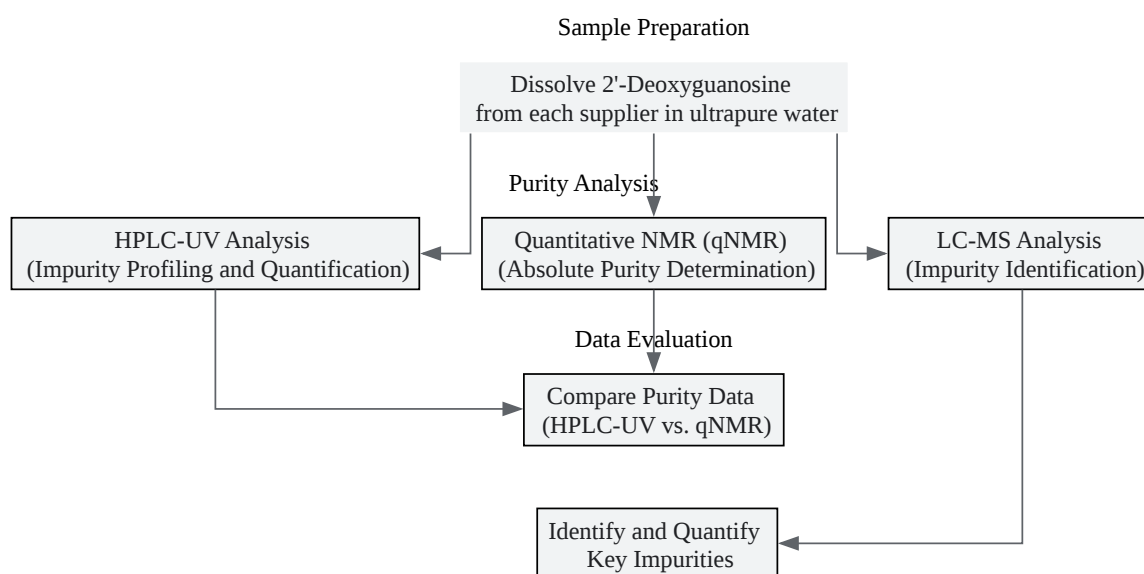 Sample Preparation
Dissolve 2'-Deoxyguanosine
from each supplier in ultrapure water
Purity Analysis
HPLC-UV Analysis
(Impurity Profiling and Quantification)
Quantitative NMR (qNMR)
(Absolute Purity Determination)
LC-MS Analysis
(Impurity Identification)
Data Evaluation
Compare Purity Data
(HPLC-UV vs. qNMR)
Identify and Quantify
Key Impurities